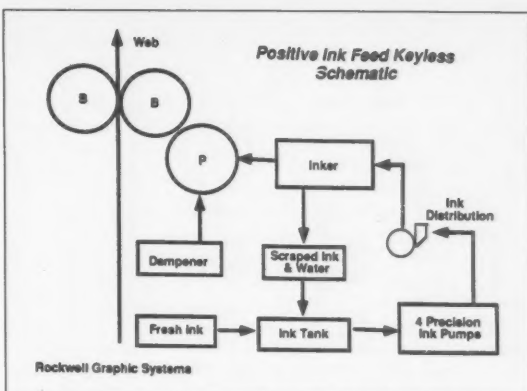 Web
Positive Ink Feed Keyless
Schematic
S
B
P
Inker
Ink
Distribution
Dampener
Scraped Ink
& Water
Fresh Ink
Ink Tank
4 Precision
Ink Pumps
Rockwell Graphic Systems